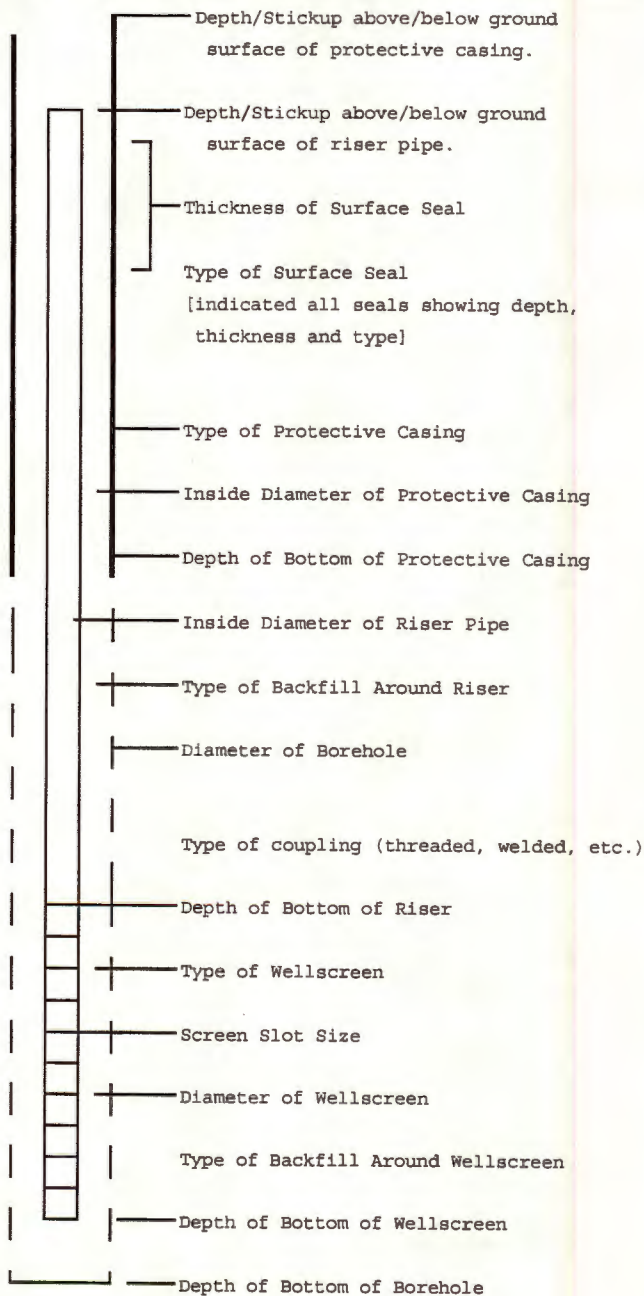 Depth/Stickup above/below ground
surface of protective casing.
Depth/Stickup above/below ground
surface of riser pipe.
Thickness of Surface Seal
Type of Surface Seal
[indicated all seals showing depth,
thickness and type]
Type of Protective Casing
Inside Diameter of Protective Casing
Depth of Bottom of Protective Casing
Inside Diameter of Riser Pipe
Type of Backfill Around Riser
Diameter of Borehole
Type of coupling (threaded, welded, etc.)
Depth of Bottom of Riser
Type of Wellscreen
Screen Slot Size
Diameter of Wellscreen
Type of Backfill Around Wellscreen
Depth of Bottom of Wellscreen
Depth of Bottom of Borehole